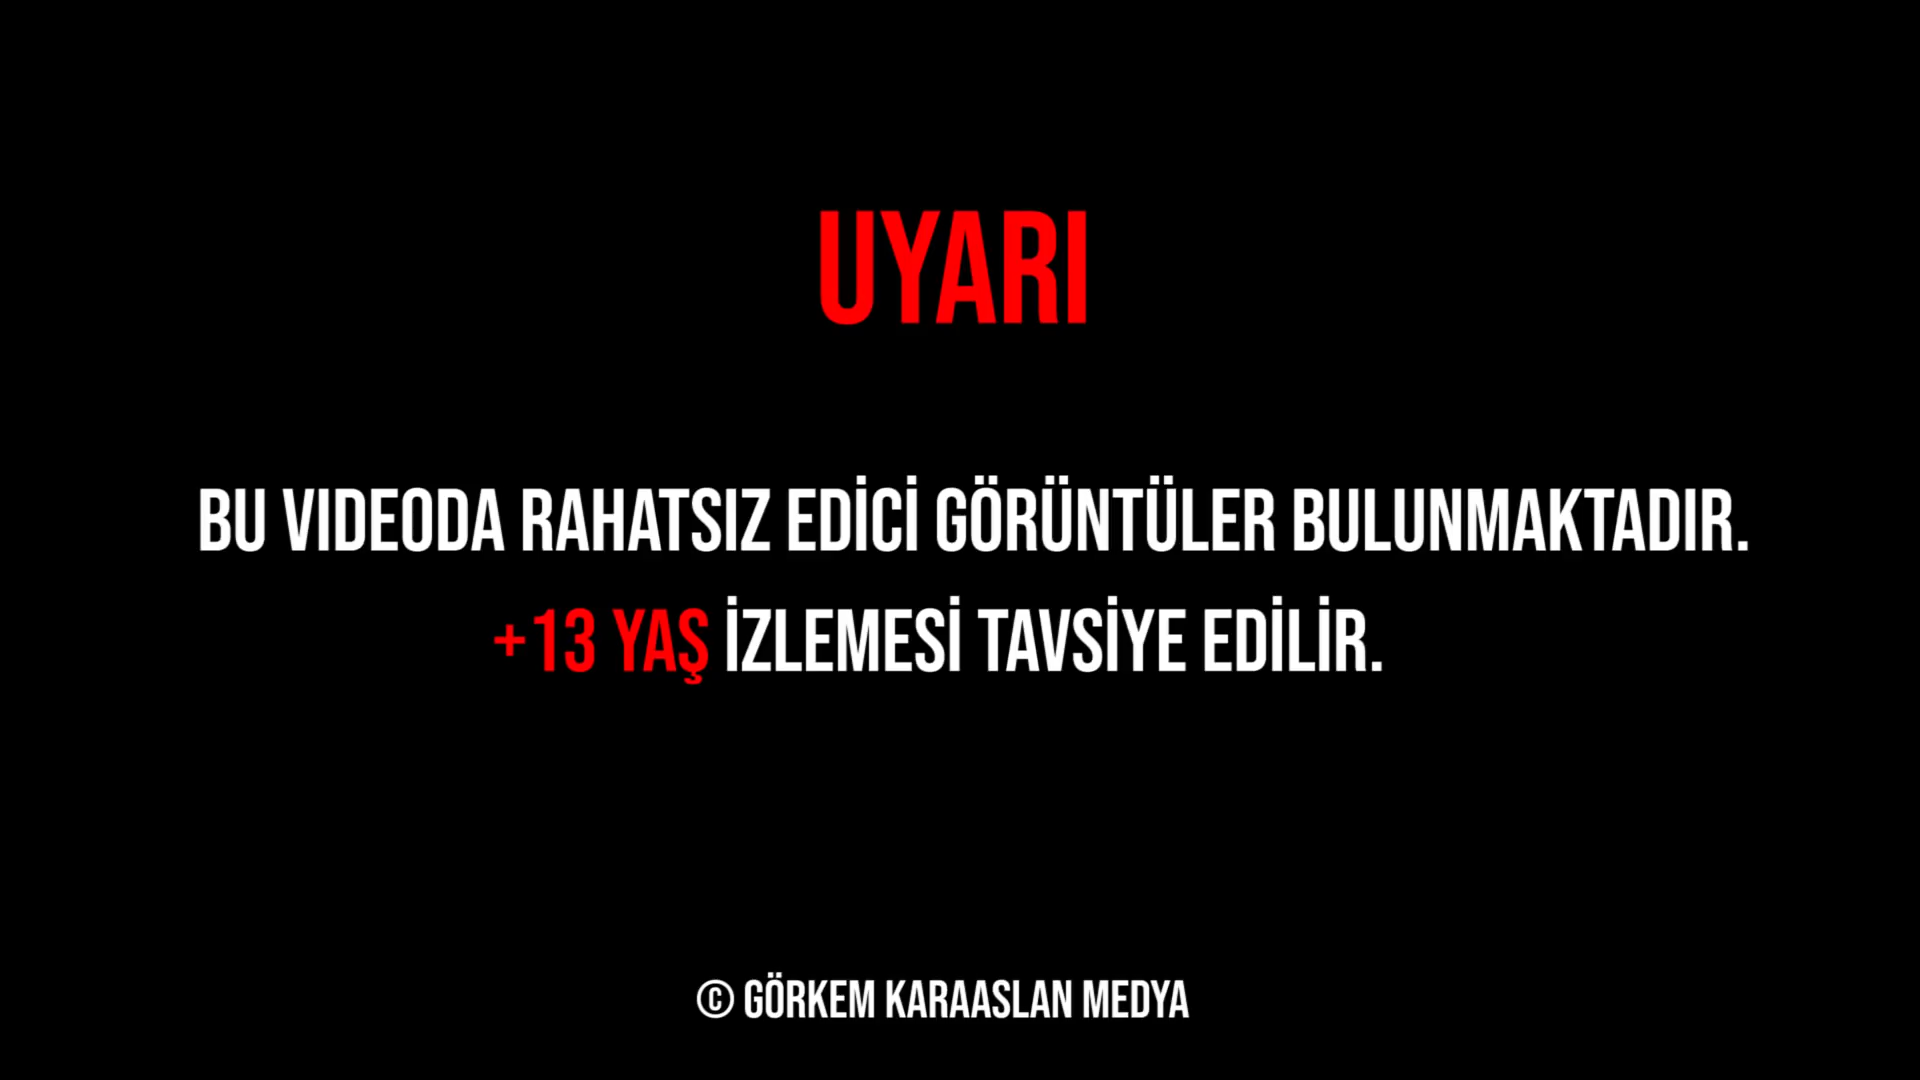 UYARI
BU VIDEODA RAHATSIZ EDİCİ GÖRÜNTÜLER BULUNMAKTADIR.
+13 YAŞ İZLEMESİ TAVSİYE EDİLİR.
© GÖRKEM KARAASLAN MEDYA